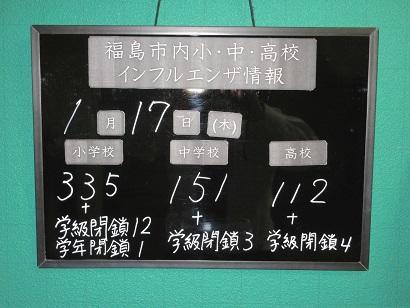 福島市内小・中・高校
インフルエンザ情報
1月17日(木)
小学校 中学校 高校
335 151 112
+ + +
学級閉鎖12 学級閉鎖3 学級閉鎖4
学年閉鎖1